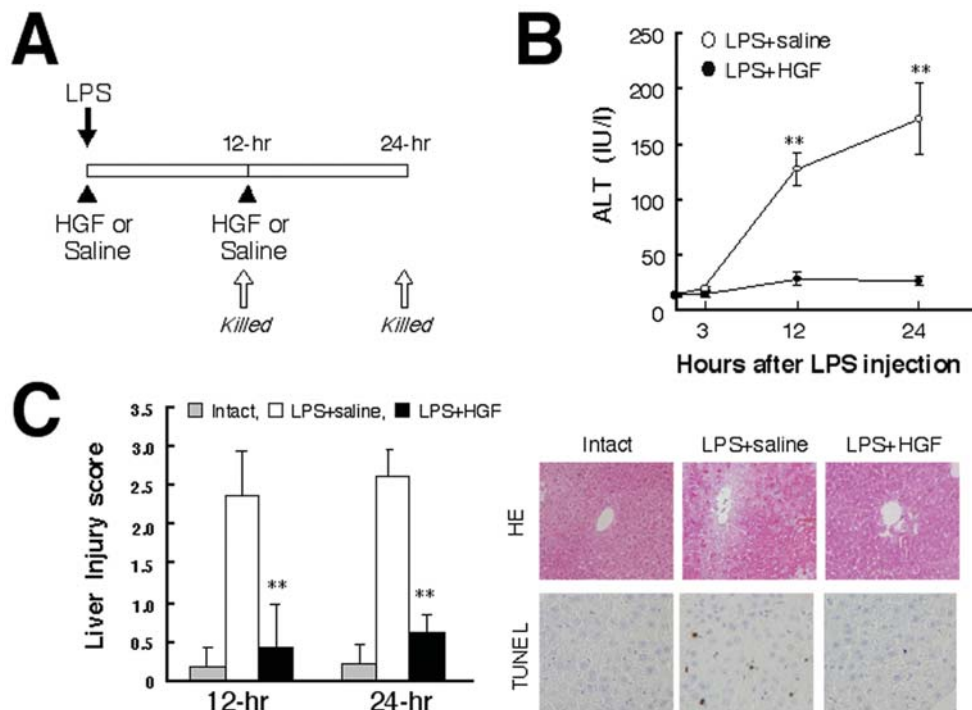 A
LPS
12-hr
24-hr
HGF or
Saline
HGF or
Saline
Killed
Killed
B
250
200
150
100
50
0
ALT (IU/l)
LPS+saline
LPS+HGF
**
**
3
12
24
Hours after LPS injection
C
3.5
3.0
2.5
2.0
1.5
1.0
0.5
0
Liver Injury score
Intact, LPS+saline, LPS+HGF
**
**
12-hr
24-hr
Intact
LPS+saline
LPS+HGF
HE
TUNEL